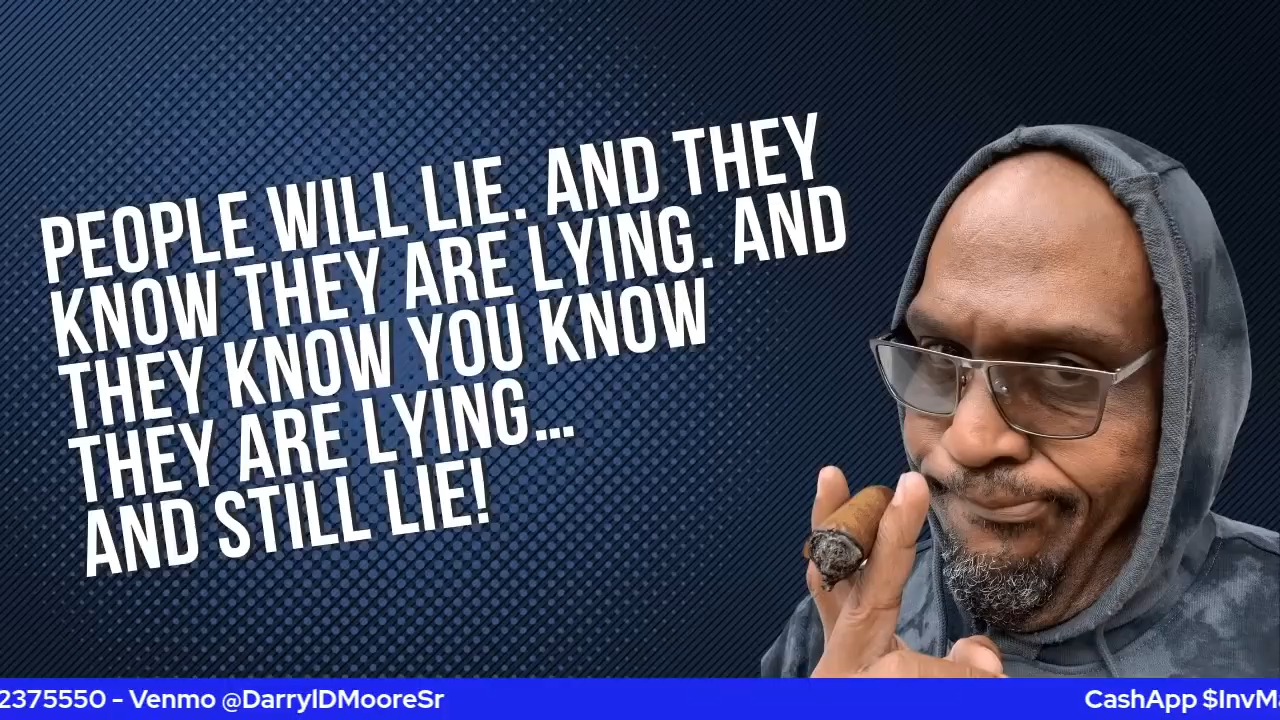 PEOPLE WILL LIE. AND THEY
KNOW THEY ARE LYING. AND
THEY KNOW YOU KNOW
THEY ARE LYING...
AND STILL LIE!
2375550 - Venmo @DarrylDMooreSr
CashApp $InvMa